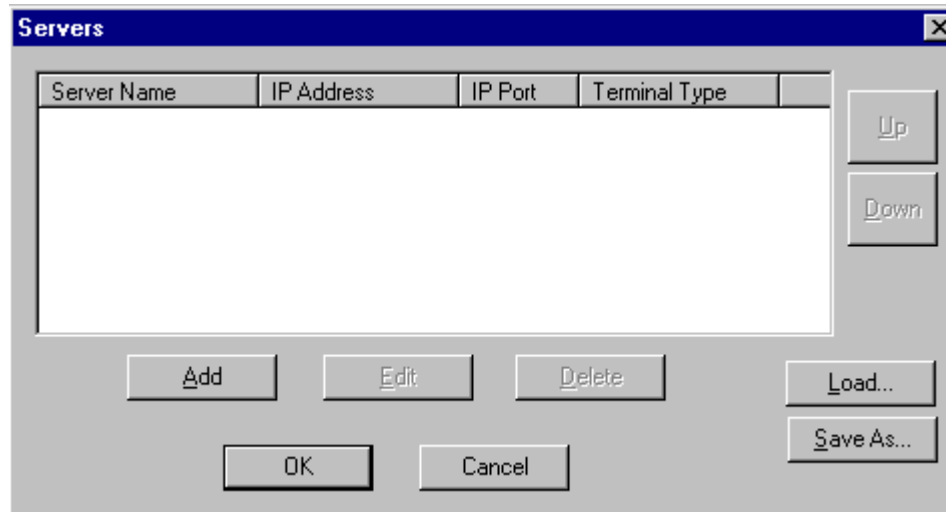 Servers
Server Name IP Address IP Port Terminal Type
Up
Down
Add Edit Delete
Load...
Save As...
OK Cancel